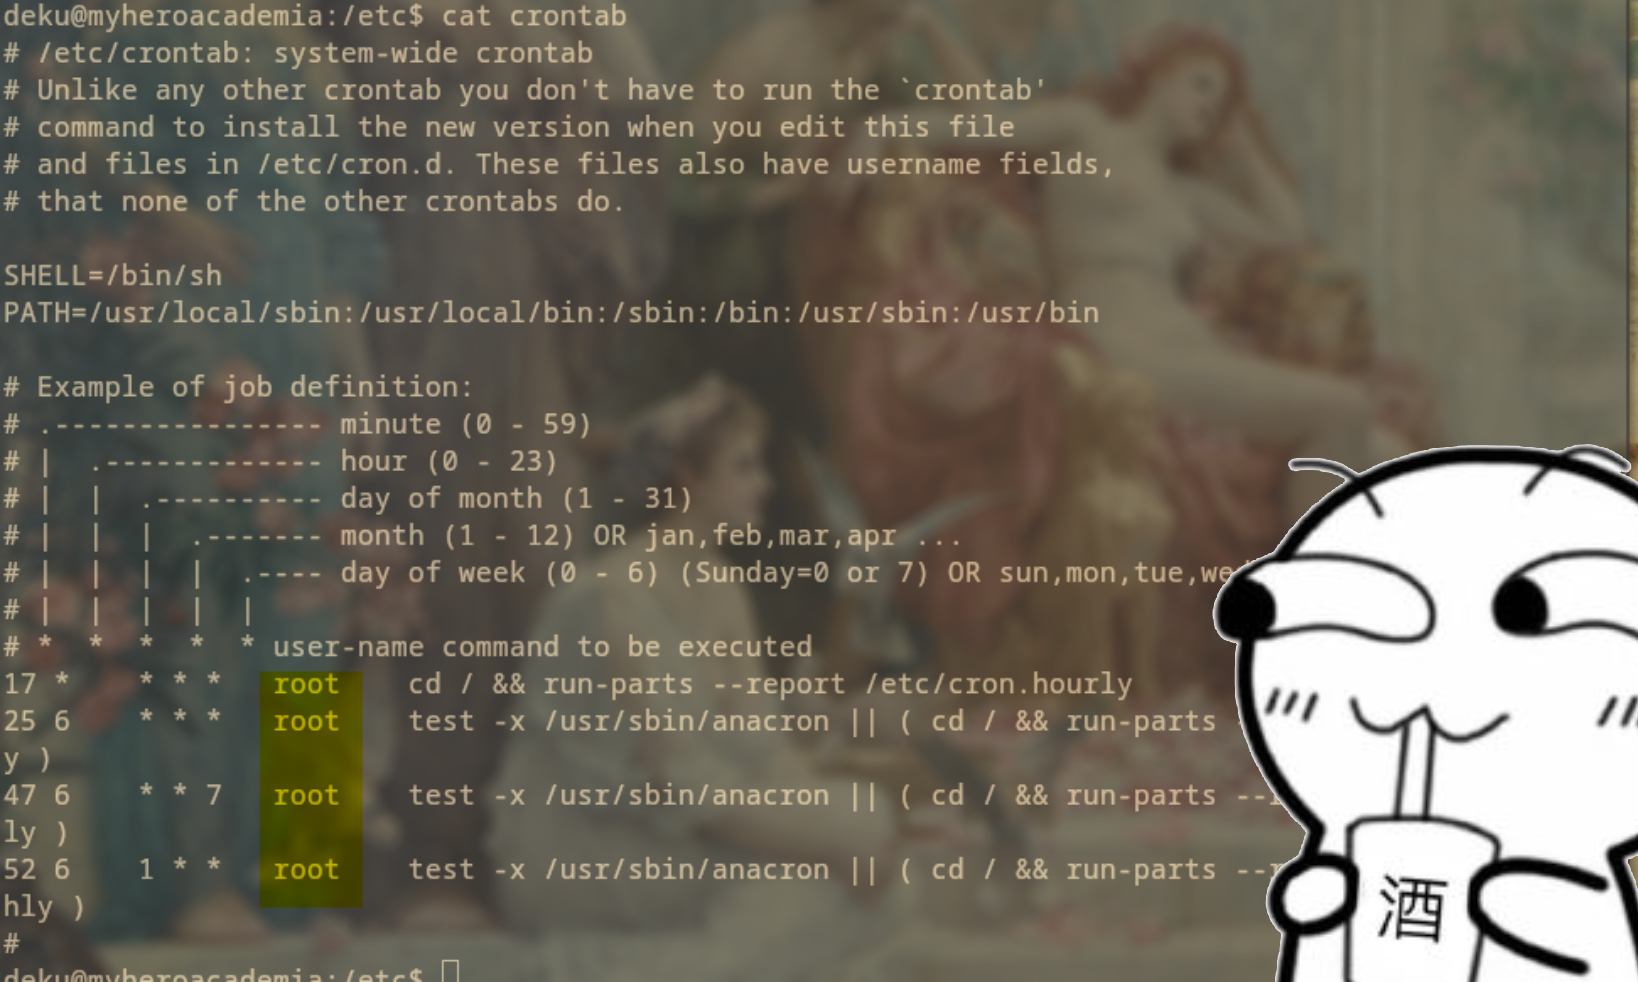 deku@myheroacademia:/etc$ cat crontab
# /etc/crontab: system-wide crontab
# Unlike any other crontab you don't have to run the `crontab'
# command to install the new version when you edit this file
# and files in /etc/cron.d. These files also have username fields,
# that none of the other crontabs do.
SHELL=/bin/sh
PATH=/usr/local/sbin:/usr/local/bin:/sbin:/bin:/usr/sbin:/usr/bin
# Example of job definition:
# .---------------- minute (0 - 59)
# |  .------------- hour (0 - 23)
# |  |  .---------- day of month (1 - 31)
# |  |  |  .------- month (1 - 12) OR jan,feb,mar,apr ...
# |  |  |  |  .---- day of week (0 - 6) (Sunday=0 or 7) OR sun,mon,tue,we
# |  |  |  |  |
# *  *  *  *  * user-name command to be executed
17 *    * * *   root    cd / && run-parts --report /etc/cron.hourly
25 6    * * *   root    test -x /usr/sbin/anacron || ( cd / && run-parts
y )
47 6    * * 7   root    test -x /usr/sbin/anacron || ( cd / && run-parts --
ly )
52 6    1 * *   root    test -x /usr/sbin/anacron || ( cd / && run-parts --
hly )
#
deku@myheroacademia:/etc$
酒